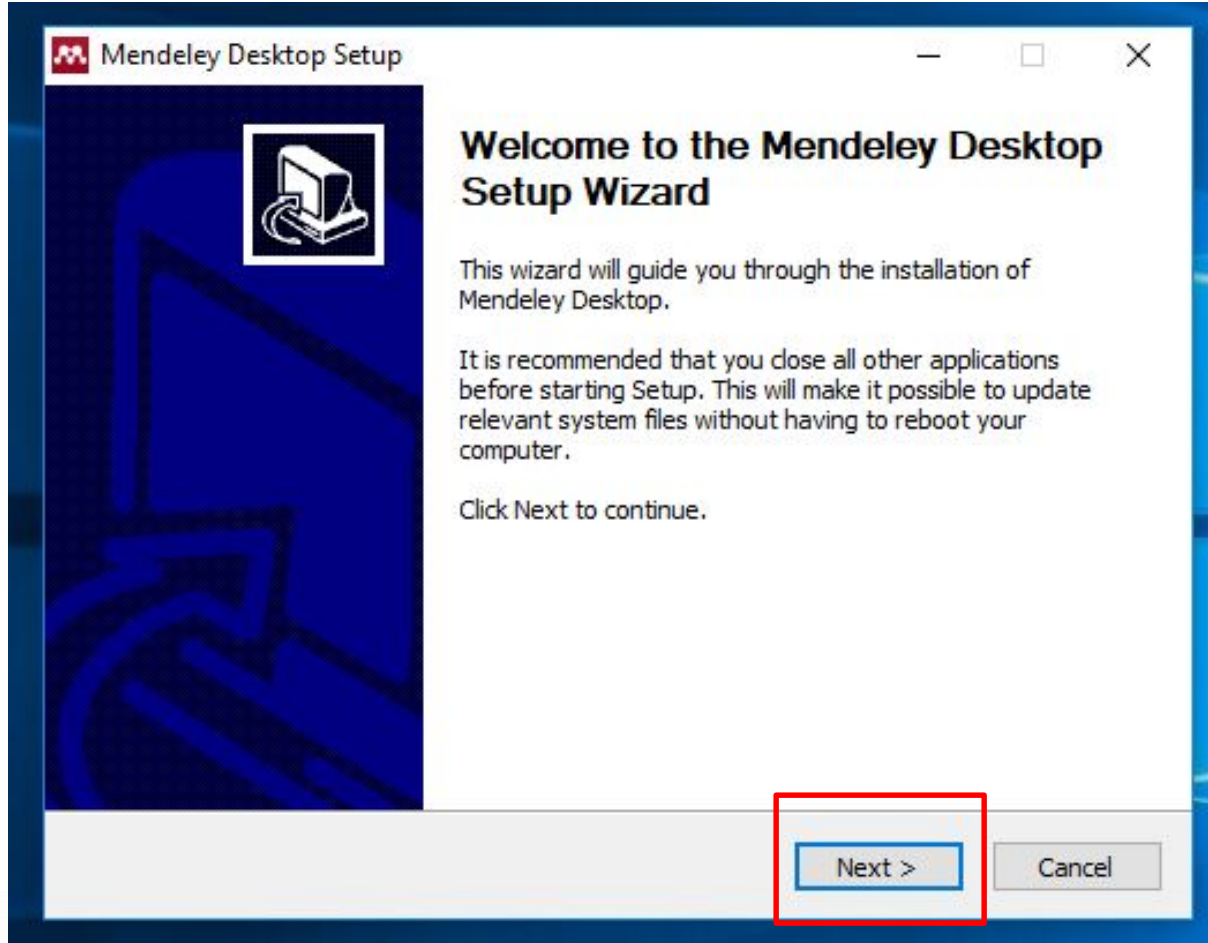 Mendeley Desktop Setup
Welcome to the Mendeley Desktop
Setup Wizard
This wizard will guide you through the installation of
Mendeley Desktop.
It is recommended that you close all other applications
before starting Setup. This will make it possible to update
relevant system files without having to reboot your
computer.
Click Next to continue.
Next >
Cancel